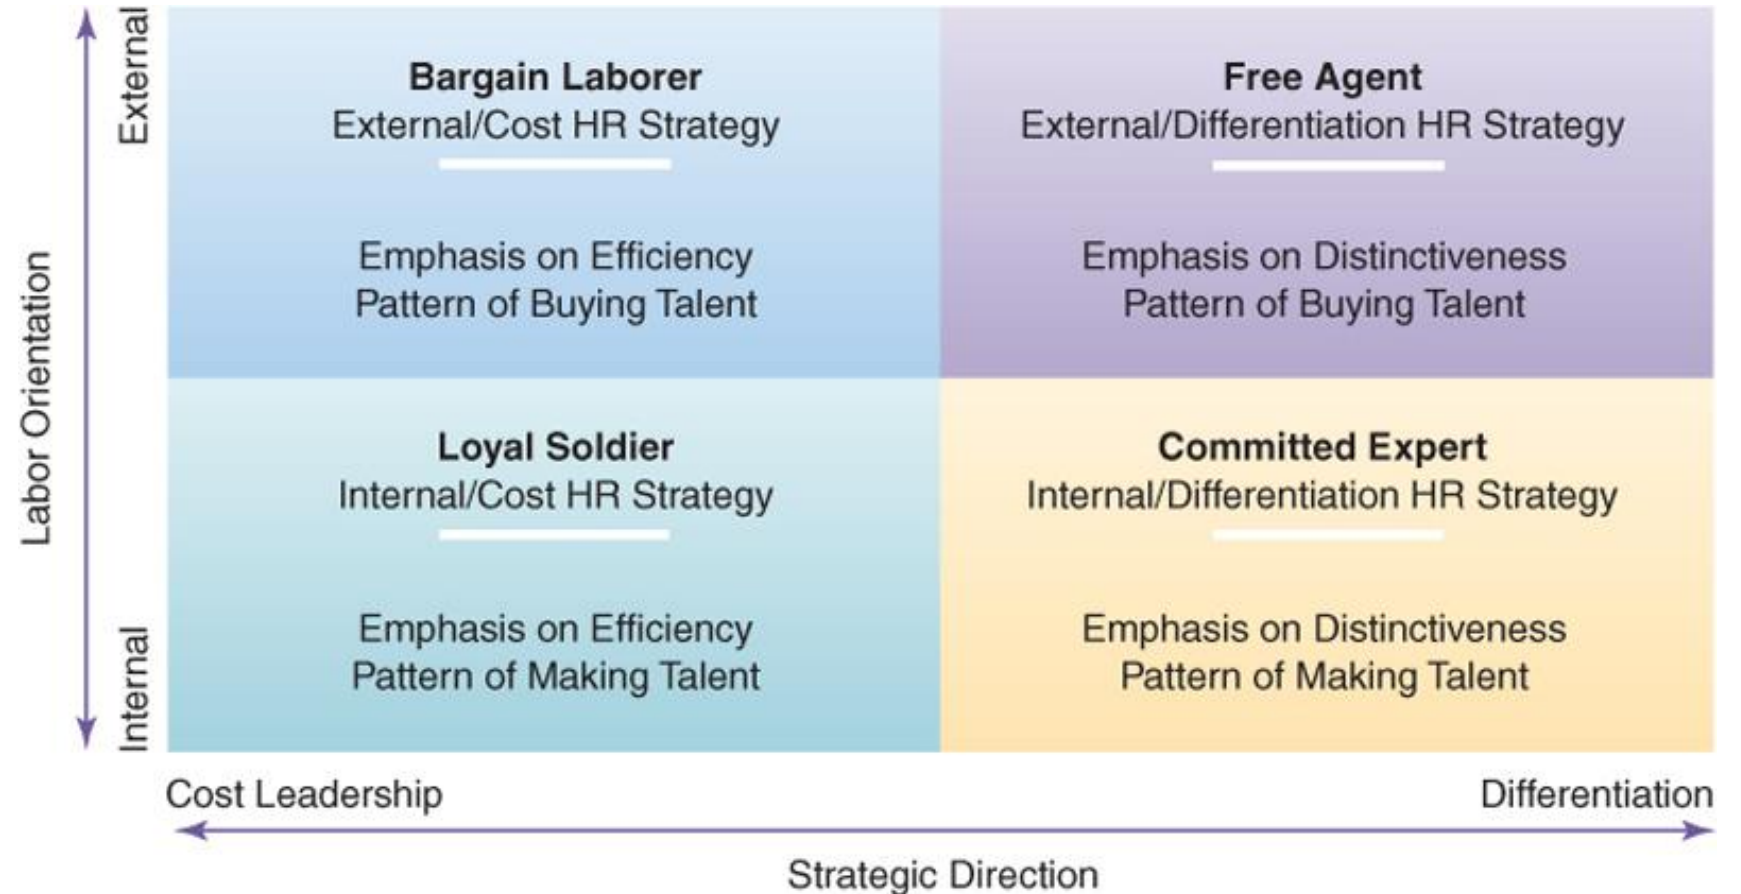 External
Bargain Laborer
External/Cost HR Strategy
Emphasis on Efficiency
Pattern of Buying Talent
Free Agent
External/Differentiation HR Strategy
Emphasis on Distinctiveness
Pattern of Buying Talent
Labor Orientation
Loyal Soldier
Internal/Cost HR Strategy
Emphasis on Efficiency
Pattern of Making Talent
Committed Expert
Internal/Differentiation HR Strategy
Emphasis on Distinctiveness
Pattern of Making Talent
Internal
Cost Leadership
Differentiation
Strategic Direction